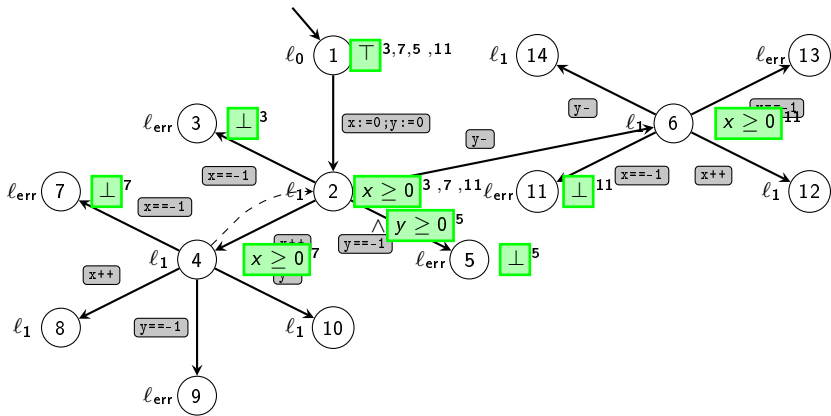 ℓ₀ 1 ⊤ 3,7,5 ,11
ℓ₁ 14
ℓerr 13
x:=0;y:=0
y-
x==-1
ℓerr 3 ⊥ 3
y-
ℓ₁ 6 x ≥ 0 11
x==-1
x==-1
x++
ℓerr 7 ⊥ 7
x==-1
ℓ₁ 2 x ≥ 0 3 ,7 ,11
ℓerr 11 ⊥ 11
ℓ₁ 12
∧ y ≥ 0 5
x++
y==-1
ℓ₁ 4 x ≥ 0 7
ℓerr 5 ⊥ 5
x++
y-
ℓ₁ 8
y==-1
ℓ₁ 10
ℓerr 9